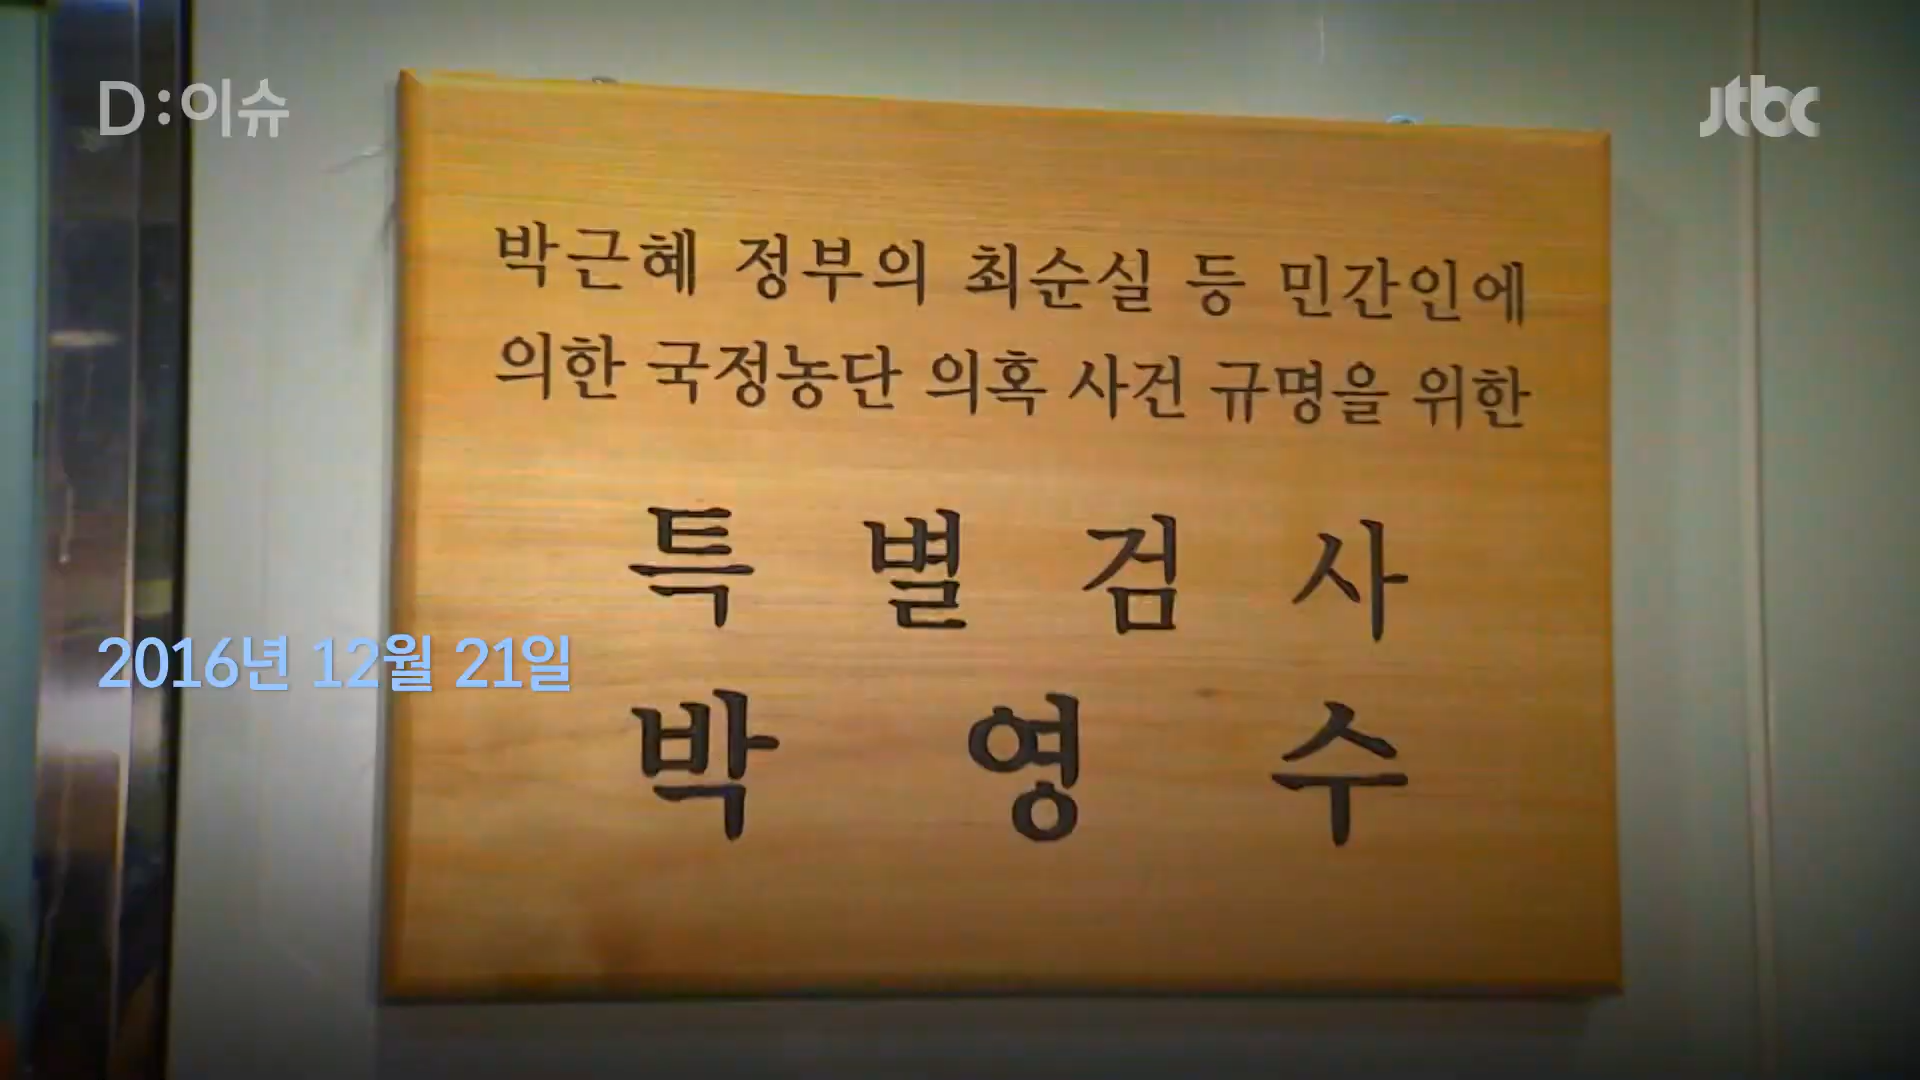 D:이슈
jtbc
박근혜 정부의 최순실 등 민간인에
의한 국정농단 의혹 사건 규명을 위한
특별검사
2016년 12월 21일
박영수